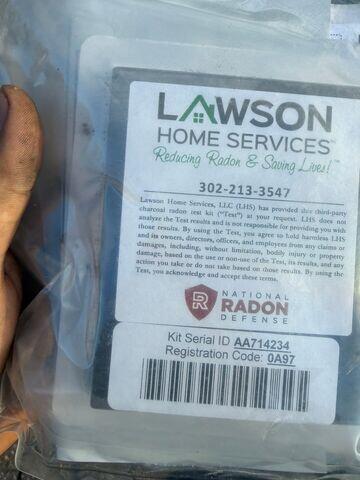 LAWSON
HOME SERVICES™
Reducing Radon & Saving Lives!™
302-213-3547
Lawson Home Services, LLC (LHS) has provided this third-party
charcoal radon test kit ("Test") at your request. LHS does not
analyze the Test results and is not responsible for providing you with
those results. By using the Test, you agree to hold harmless LHS
and its owners, directors, officers, and employees from any claims or
damages, including, without limitation, bodily injury or property
damage, based on the use or non-use of the Test, its results, and any
action you take or do not take based on those results. By using the
Test, you acknowledge and accept these terms.
NATIONAL
RADON
DEFENSE
Kit Serial ID AA714234
Registration Code: 0A97